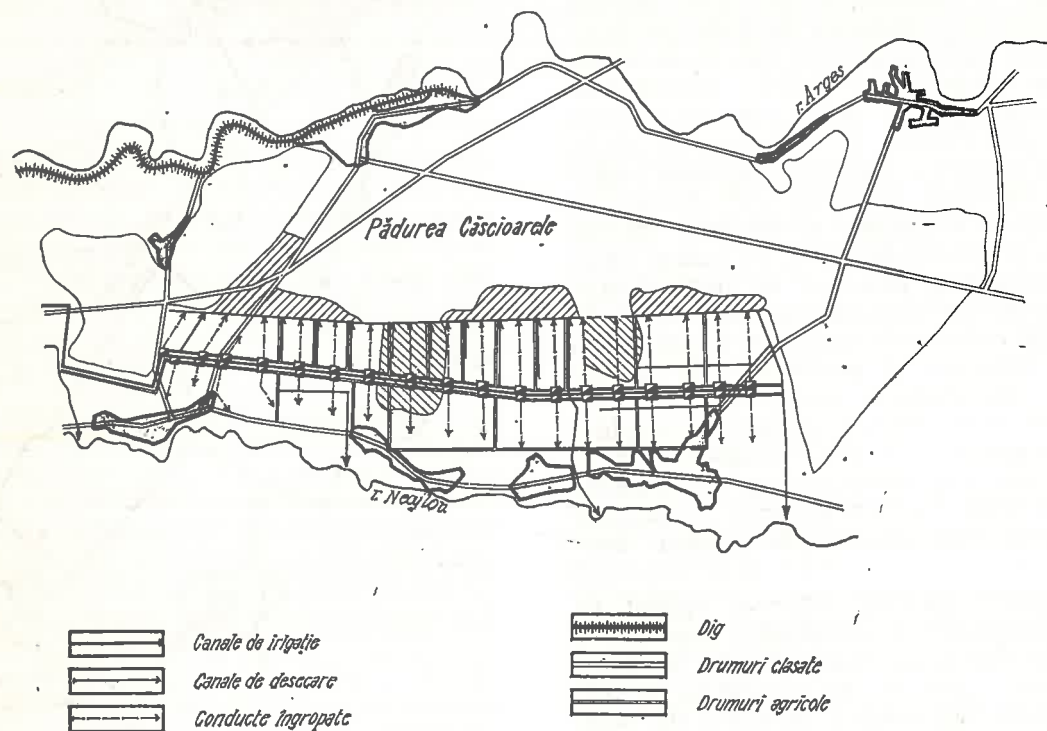 r. Argeș
Pădurea Căscioarele
r. Neajlov
Canale de irigație
Canale de desecare
Conducte îngropate
Dig
Drumuri clasate
Drumuri agricole